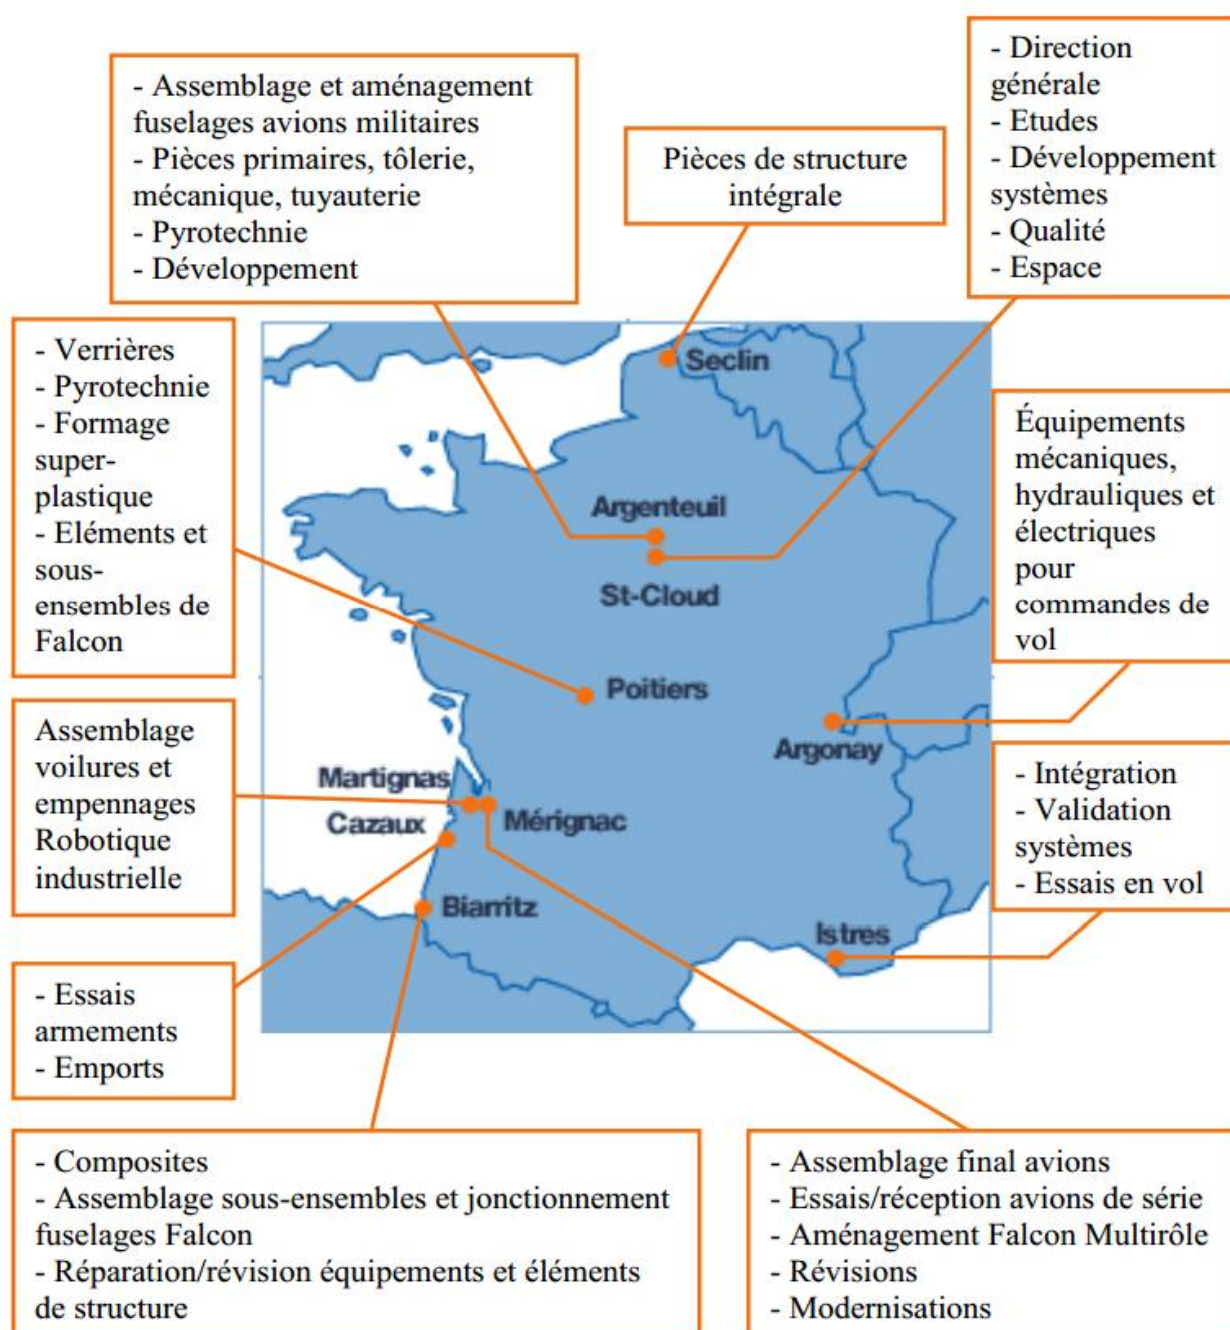 - Assemblage et aménagement
fuselages avions militaires
- Pièces primaires, tôlerie,
mécanique, tuyauterie
- Pyrotechnie
- Développement
Pièces de structure
intégrale
- Direction
générale
- Etudes
- Développement
systèmes
- Qualité
- Espace
- Verrières
- Pyrotechnie
- Formage
super-
plastique
- Eléments et
sous-
ensembles de
Falcon
Équipements
mécaniques,
hydrauliques et
électriques
pour
commandes de
vol
Seclin
Argenteuil
St-Cloud
Poitiers
Argonay
Martignas
Cazaux
Mérignac
Biarritz
Istres
Assemblage
voilures et
empennages
Robotique
industrielle
- Intégration
- Validation
systèmes
- Essais en vol
- Essais
armements
- Emports
- Composites
- Assemblage sous-ensembles et jonctionnement
fuselages Falcon
- Réparation/révision équipements et éléments
de structure
- Assemblage final avions
- Essais/réception avions de série
- Aménagement Falcon Multirôle
- Révisions
- Modernisations